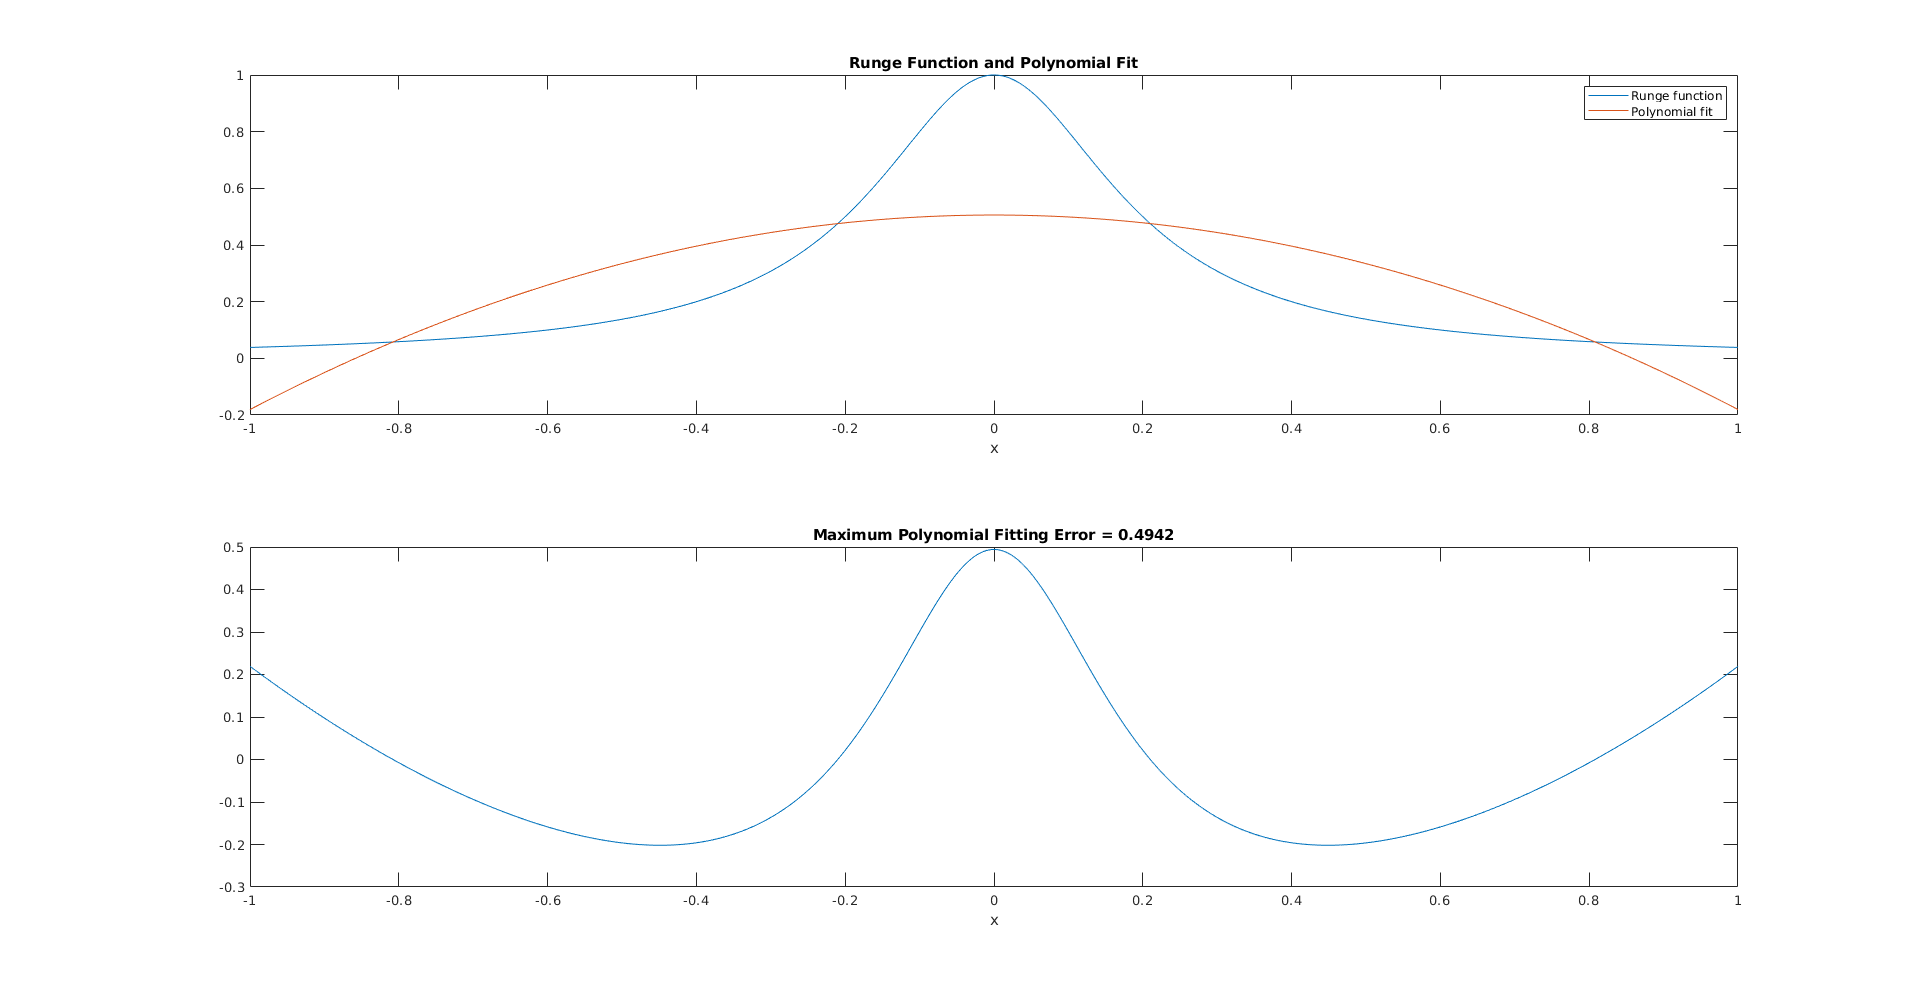 Runge Function and Polynomial Fit
1
0.8
0.6
0.4
0.2
0
-0.2
Runge function
Polynomial fit
-1 -0.8 -0.6 -0.4 -0.2 0 0.2 0.4 0.6 0.8 1
x
Maximum Polynomial Fitting Error = 0.4942
0.5
0.4
0.3
0.2
0.1
0
-0.1
-0.2
-0.3
-1 -0.8 -0.6 -0.4 -0.2 0 0.2 0.4 0.6 0.8 1
x